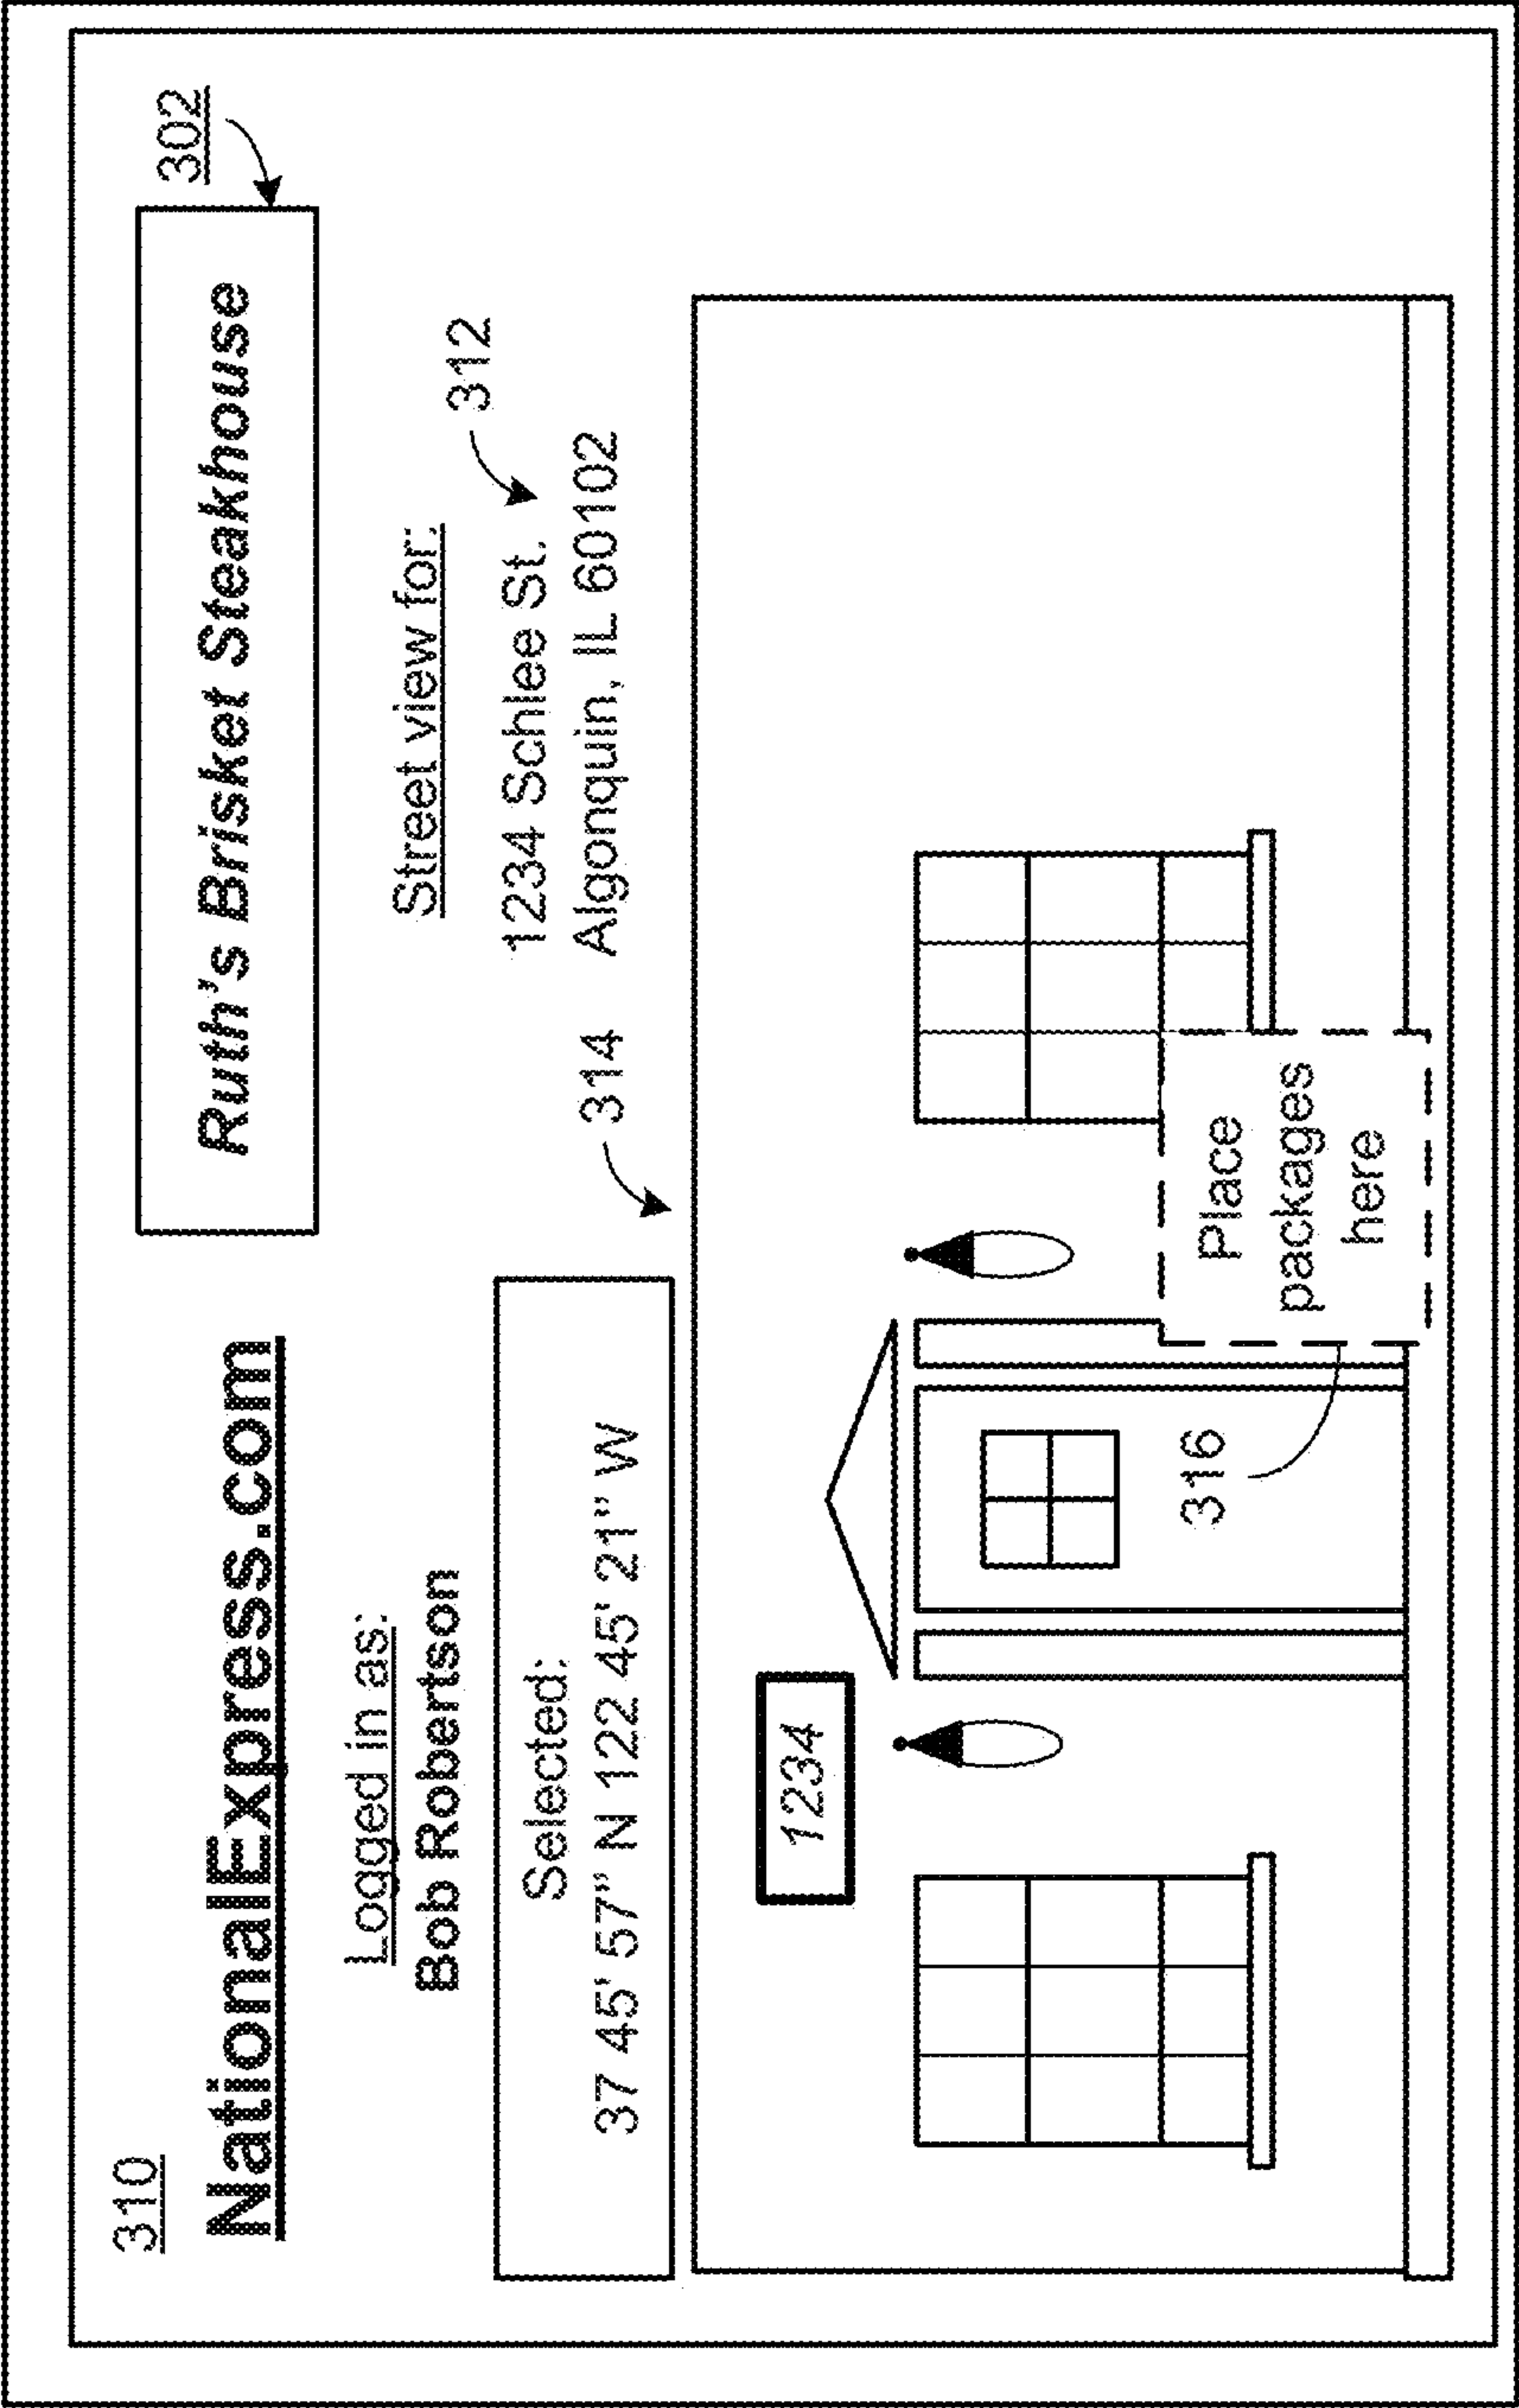 310
NationalExpress.com
Ruth's Brisket Steakhouse
302
Logged in as:
Bob Robertson
Street view for:
312
1234 Schlee St.
Algonquin, IL 60102
Selected:
37 45' 57" N 122 45' 21" W
314
1234
316
Place
packages
here